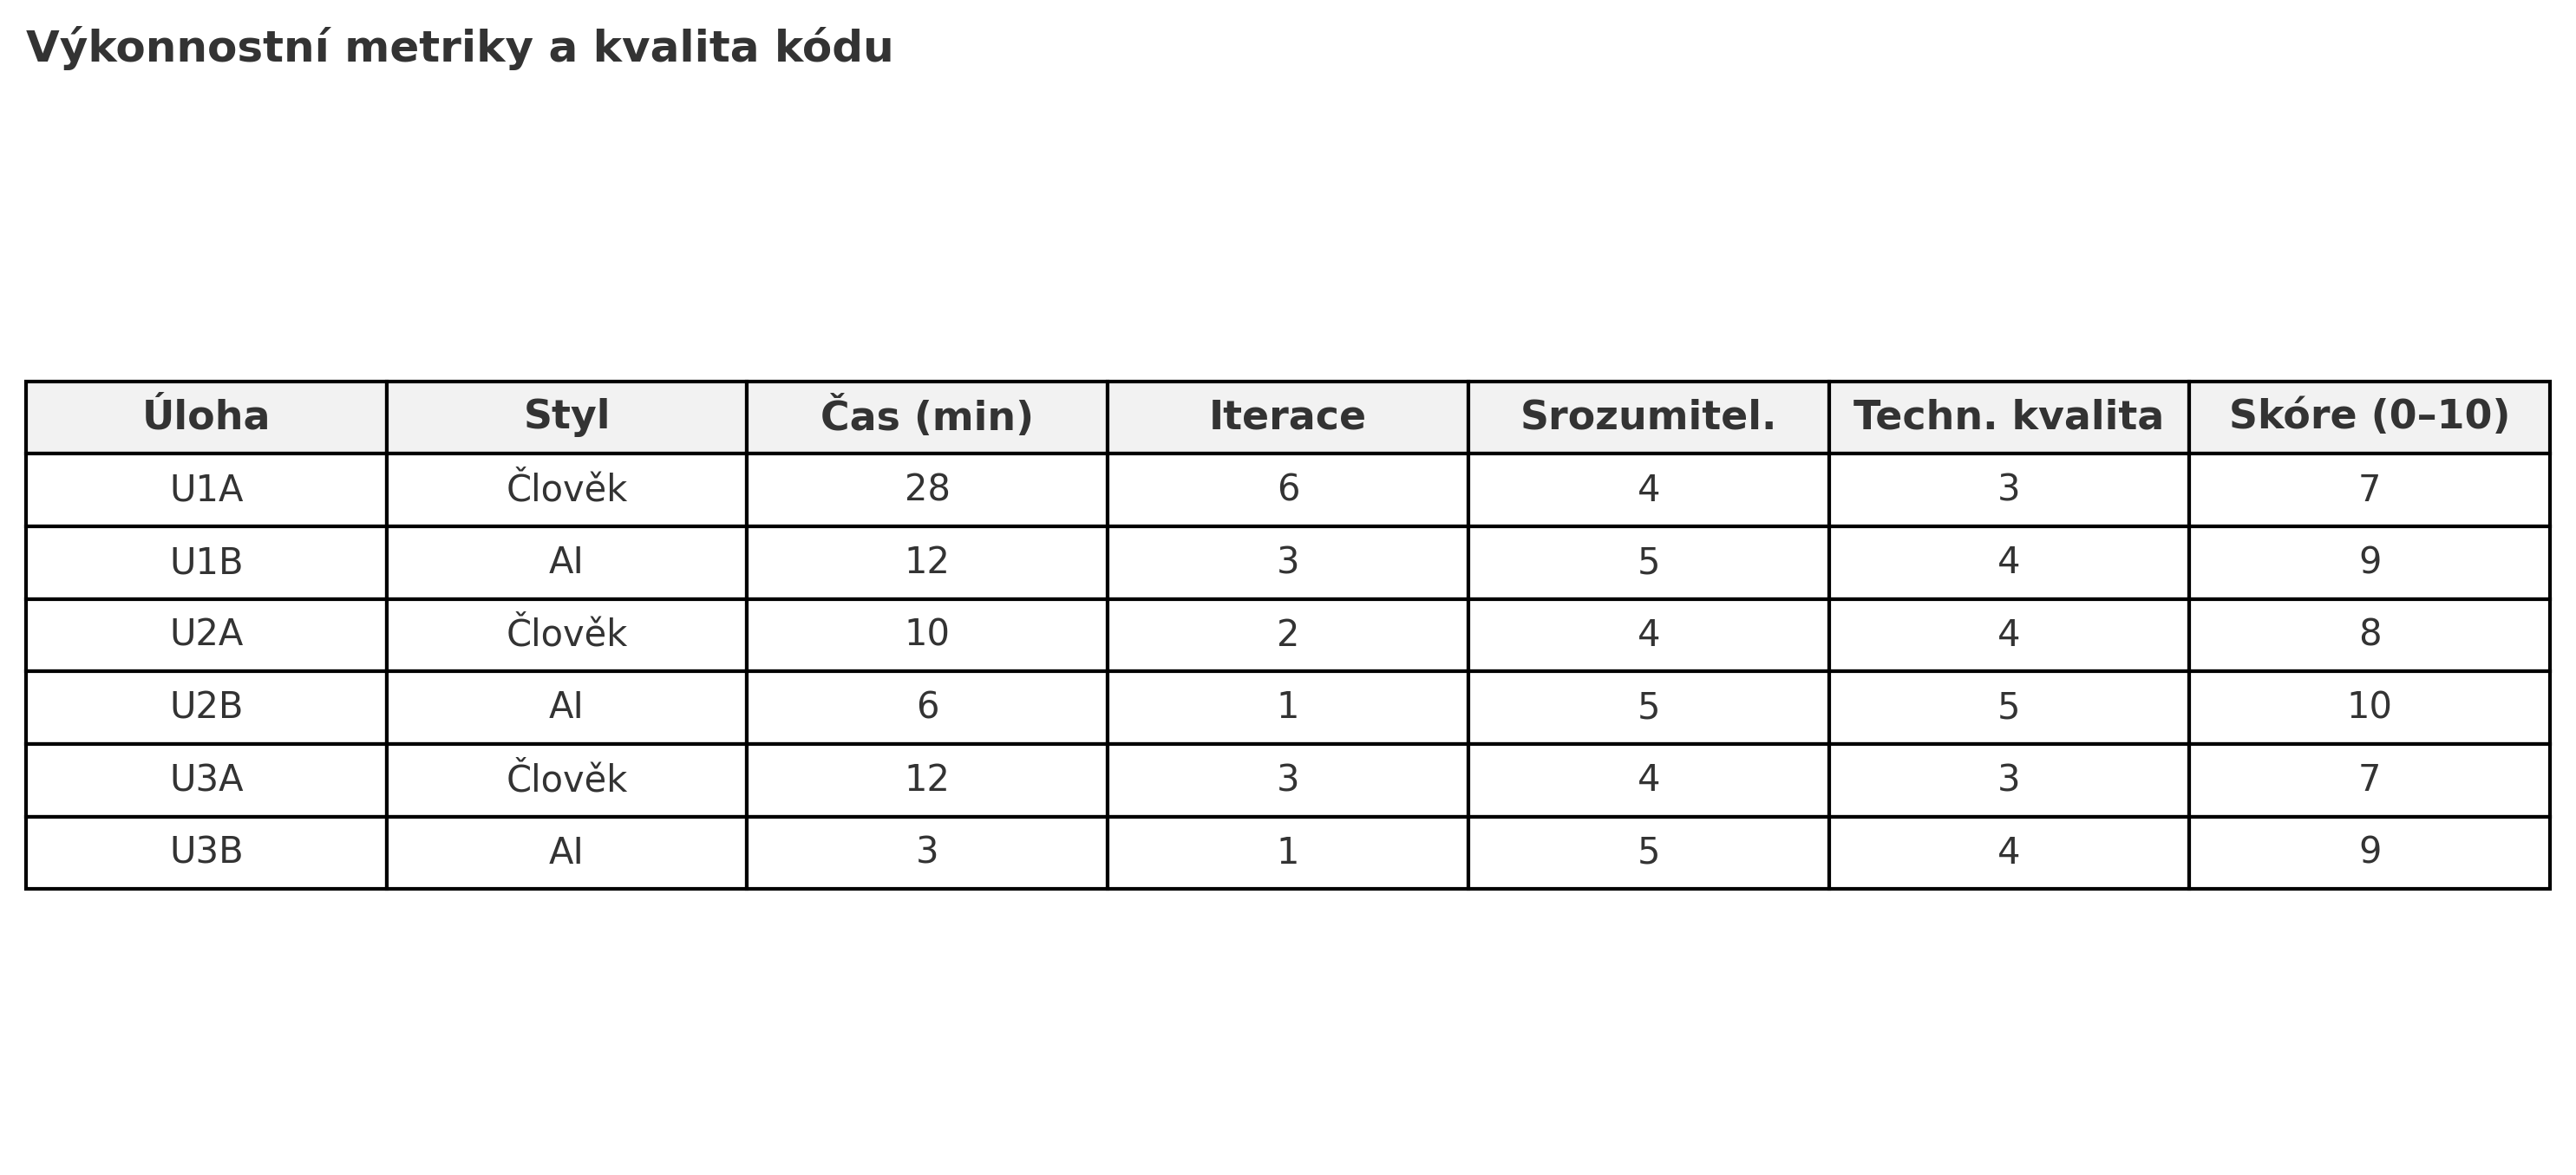 Výkonnostní metriky a kvalita kódu
Úloha Styl Čas (min) Iterace Srozumitel. Techn. kvalita Skóre (0–10)
U1A Člověk 28 6 4 3 7
U1B AI 12 3 5 4 9
U2A Člověk 10 2 4 4 8
U2B AI 6 1 5 5 10
U3A Člověk 12 3 4 3 7
U3B AI 3 1 5 4 9